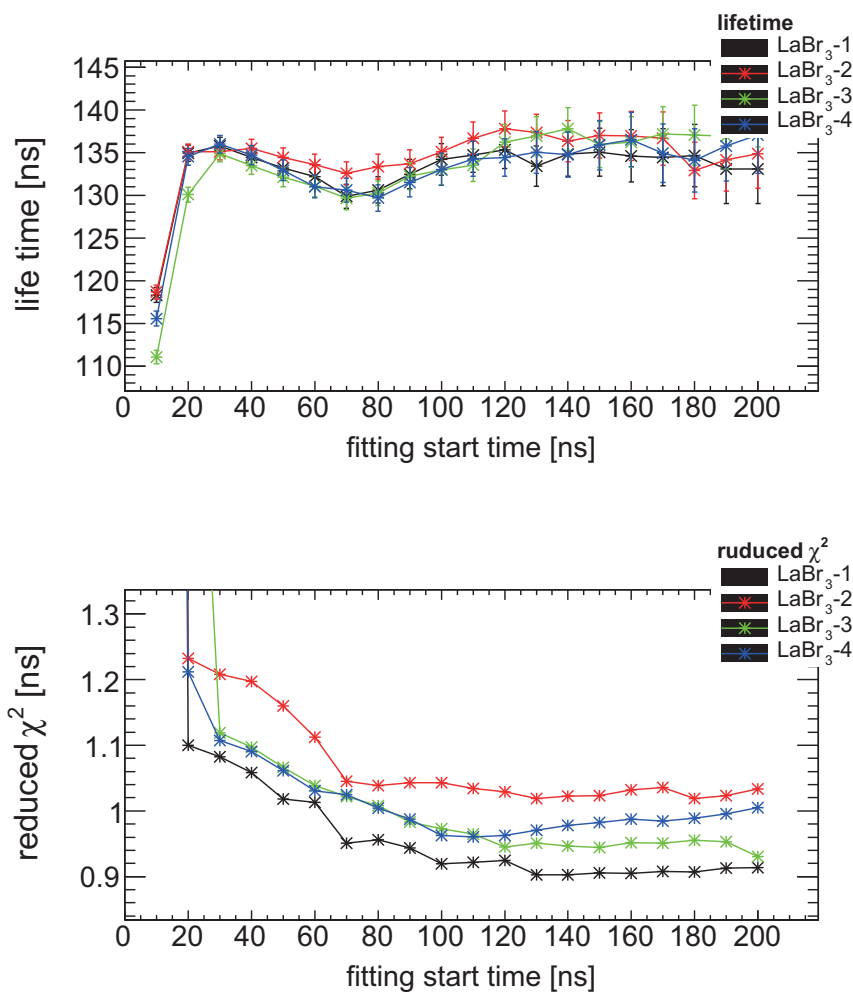 lifetime
LaBr3-1
LaBr3-2
LaBr3-3
LaBr3-4
145
140
135
130
125
120
115
110
life time [ns]
0 20 40 60 80 100 120 140 160 180 200
fitting start time [ns]
ruduced χ2
LaBr3-1
LaBr3-2
LaBr3-3
LaBr3-4
1.3
1.2
1.1
1
0.9
reduced χ2 [ns]
0 20 40 60 80 100 120 140 160 180 200
fitting start time [ns]